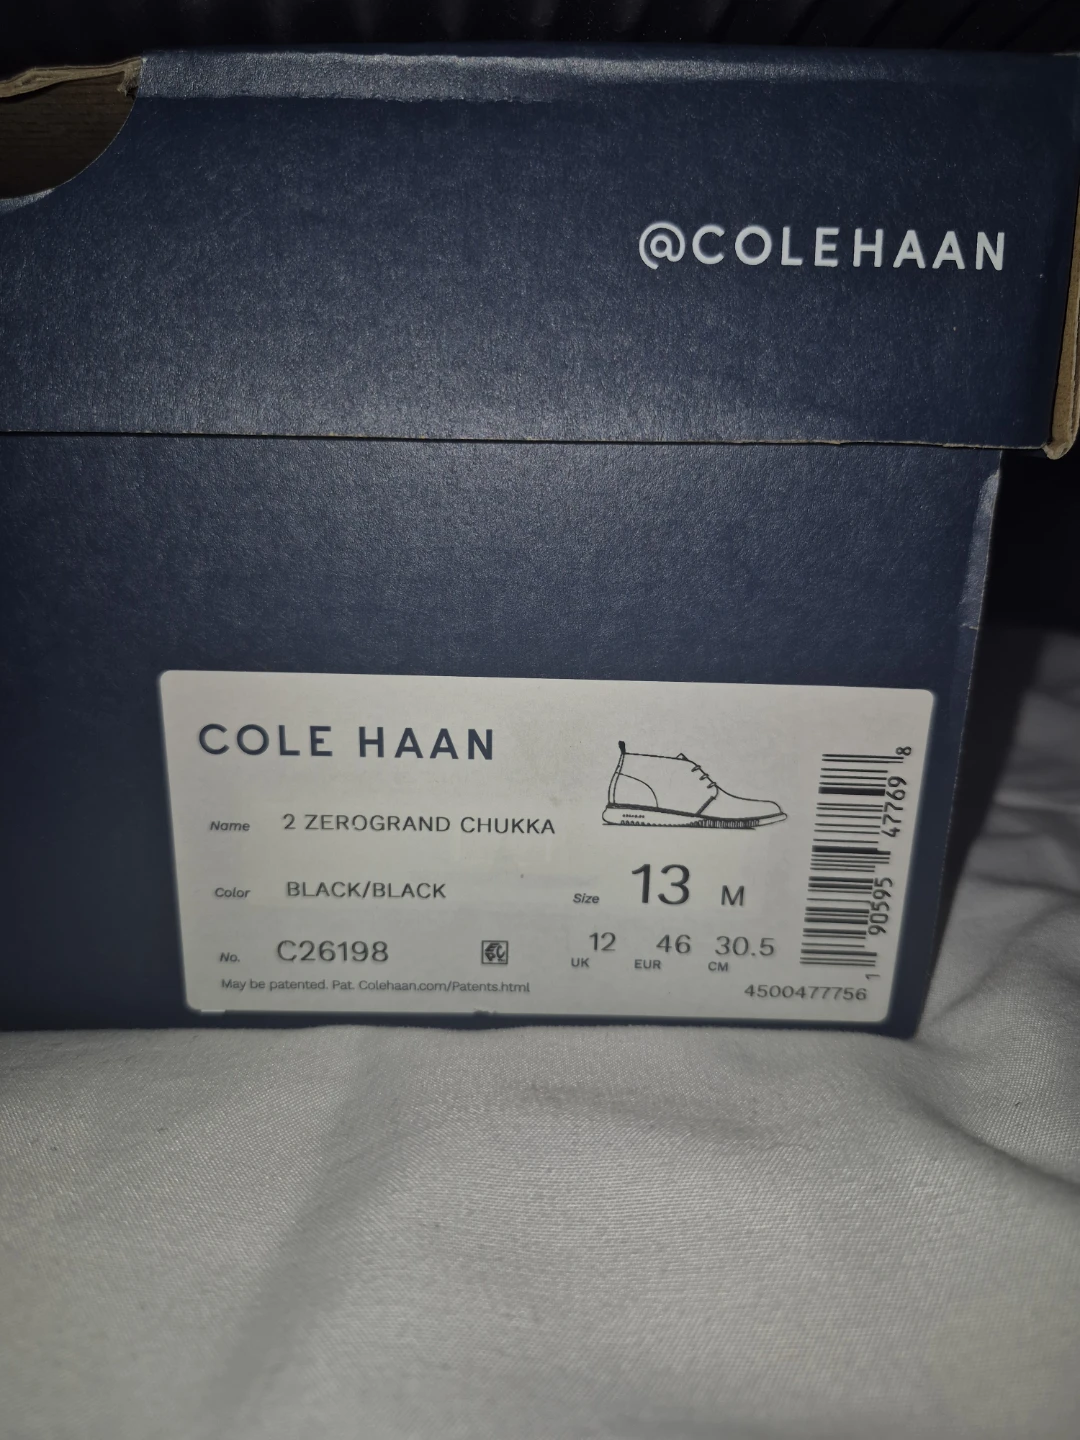 @COLEHAAN
COLE HAAN
Name 2 ZEROGRAND CHUKKA
Color BLACK/BLACK
Size 13 M
No. C26198
12 46 30.5
UK EUR CM
May be patented. Pat. Colehaan.com/Patents.html
4500477756
1 90595 47769 8